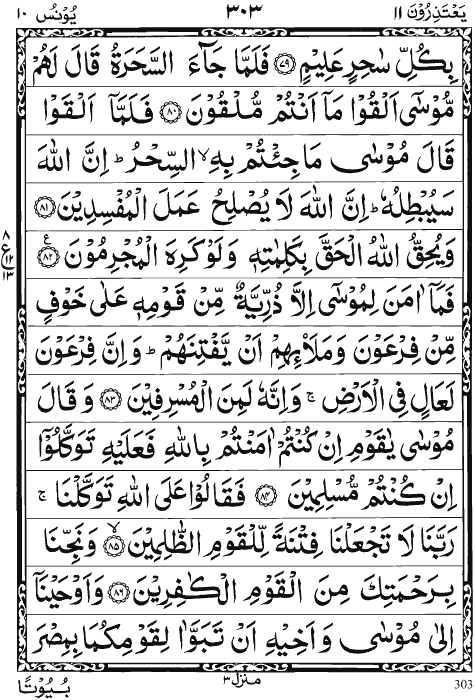 يَعْتَذِرُوْنَ ١١ ٣٠٣ يُوْنُس ١٠
بِكُلِّ سٰحِرٍ عَلِيْمٍ ﴿٧٩﴾ فَلَمَّا جَآءَ السَّحَرَةُ قَالَ لَهُمْ
مُّوْسٰٓى اَلْقُوْا مَآ اَنْتُمْ مُّلْقُوْنَ ﴿٨٠﴾ فَلَمَّآ اَلْقَوْا
قَالَ مُوْسٰى مَا جِئْتُمْ بِهِ ۙ السِّحْرُ ؕ اِنَّ اللّٰهَ
سَيُبْطِلُهٗ ؕ اِنَّ اللّٰهَ لَا يُصْلِحُ عَمَلَ الْمُفْسِدِيْنَ ﴿٨١﴾
وَيُحِقُّ اللّٰهُ الْحَقَّ بِكَلِمٰتِهٖ وَلَوْ كَرِهَ الْمُجْرِمُوْنَ ﴿٨٢﴾ ع
٨ ع ١٢ ١٣
فَمَآ اٰمَنَ لِمُوْسٰٓى اِلَّا ذُرِّيَّةٌ مِّنْ قَوْمِهٖ عَلٰى خَوْفٍ
مِّنْ فِرْعَوْنَ وَمَلَا۟ئِهِمْ اَنْ يَّفْتِنَهُمْ ؕ وَاِنَّ فِرْعَوْنَ
لَعَالٍ فِى الْاَرْضِ ۚ وَاِنَّهٗ لَمِنَ الْمُسْرِفِيْنَ ﴿٨٣﴾ وَقَالَ
مُوْسٰى يٰقَوْمِ اِنْ كُنْتُمْ اٰمَنْتُمْ بِاللّٰهِ فَعَلَيْهِ تَوَكَّلُوْٓا
اِنْ كُنْتُمْ مُّسْلِمِيْنَ ﴿٨٤﴾ فَقَالُوْا عَلَى اللّٰهِ تَوَكَّلْنَا ۚ
رَبَّنَا لَا تَجْعَلْنَا فِتْنَةً لِّلْقَوْمِ الظّٰلِمِيْنَ ۙ﴿٨٥﴾ وَنَجِّنَا
بِرَحْمَتِكَ مِنَ الْقَوْمِ الْكٰفِرِيْنَ ﴿٨٦﴾ وَاَوْحَيْنَآ
اِلٰى مُوْسٰى وَاَخِيْهِ اَنْ تَبَوَّاٰ لِقَوْمِكُمَا بِمِصْرَ
303 منزل ٣ بُيُوْتًا